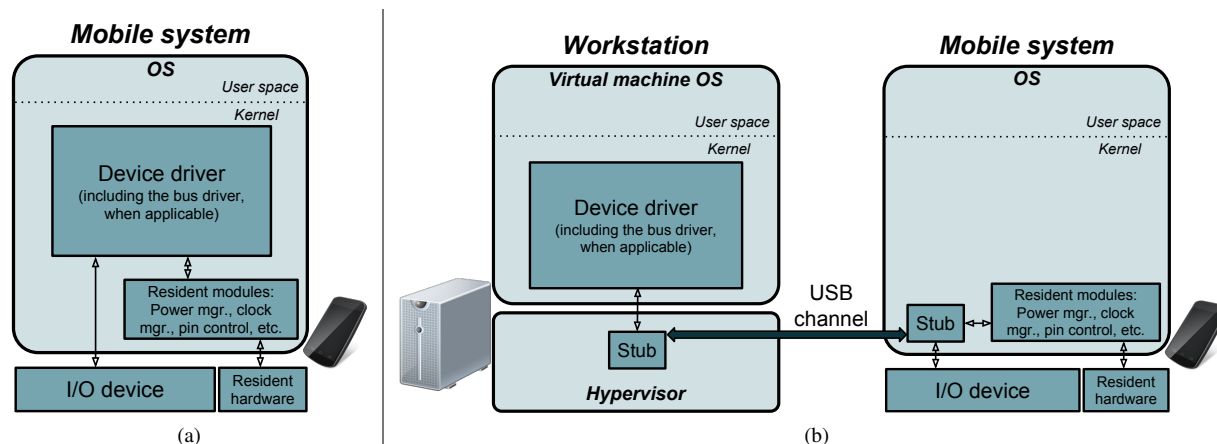 Mobile system
OS
User space
Kernel
Device driver
(including the bus driver,
when applicable)
Resident modules:
Power mgr., clock
mgr., pin control, etc.
I/O device
Resident
hardware
(a)
Workstation
Virtual machine OS
User space
Kernel
Device driver
(including the bus driver,
when applicable)
Stub
Hypervisor
USB
channel
Mobile system
OS
User space
Kernel
Stub
Resident modules:
Power mgr., clock
mgr., pin control, etc.
I/O device
Resident
hardware
(b)